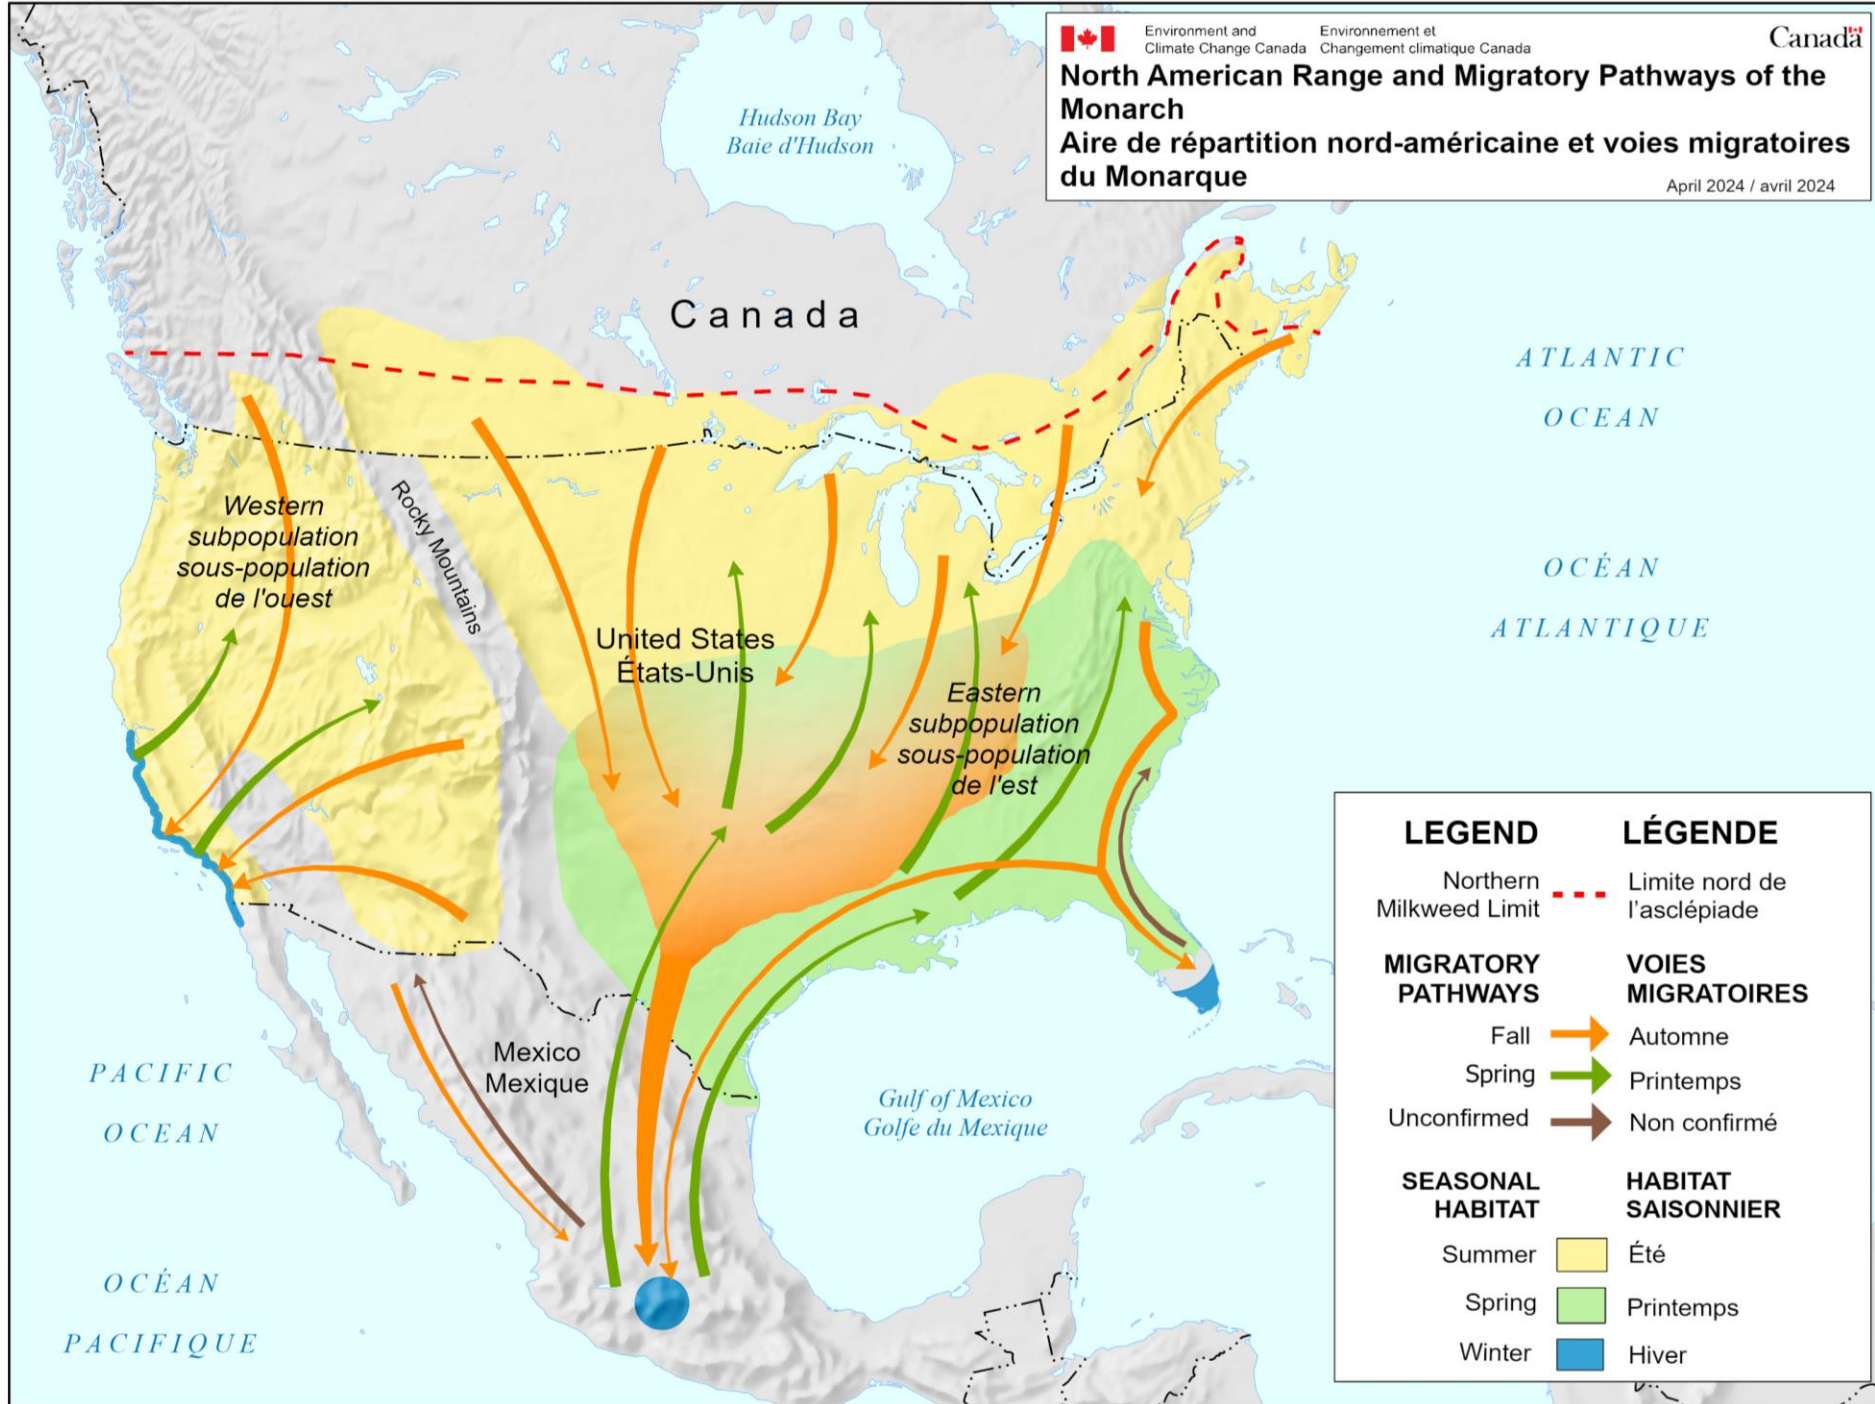 Environment and Environnement et
Climate Change Canada Changement climatique Canada
Canada
North American Range and Migratory Pathways of the
Monarch
Aire de répartition nord-américaine et voies migratoires
du Monarque
April 2024 / avril 2024
Hudson Bay
Baie d'Hudson
Canada
ATLANTIC
OCEAN
OCÉAN
ATLANTIQUE
Western
subpopulation
sous-population
de l'ouest
Rocky Mountains
United States
États-Unis
Eastern
subpopulation
sous-population
de l'est
Mexico
Mexique
Gulf of Mexico
Golfe du Mexique
PACIFIC
OCEAN
OCÉAN
PACIFIQUE
LEGEND LÉGENDE
Northern Limite nord de
Milkweed Limit l'asclépiade
MIGRATORY VOIES
PATHWAYS MIGRATOIRES
Fall Automne
Spring Printemps
Unconfirmed Non confirmé
SEASONAL HABITAT
HABITAT SAISONNIER
Summer Été
Spring Printemps
Winter Hiver